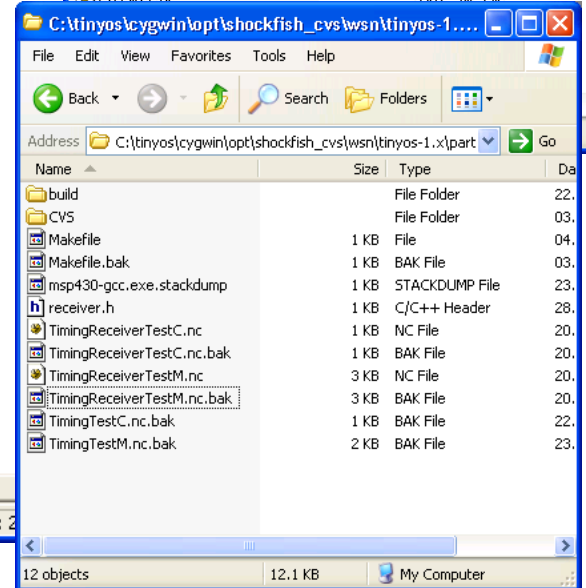 C:\tinyos\cygwin\opt\shockfish_cvs\wsn\tinyos-1....
File Edit View Favorites Tools Help
Back Search Folders
Address C:\tinyos\cygwin\opt\shockfish_cvs\wsn\tinyos-1.x\part Go
Name Size Type Da
build File Folder 22.
CVS File Folder 03.
Makefile 1 KB File 04.
Makefile.bak 1 KB BAK File 03.
msp430-gcc.exe.stackdump 1 KB STACKDUMP File 23.
receiver.h 1 KB C/C++ Header 28.
TimingReceiverTestC.nc 1 KB NC File 20.
TimingReceiverTestC.nc.bak 1 KB BAK File 20.
TimingReceiverTestM.nc 3 KB NC File 20.
TimingReceiverTestM.nc.bak 3 KB BAK File 20.
TimingTestC.nc.bak 1 KB BAK File 22.
TimingTestM.nc.bak 2 KB BAK File 23.
12 objects 12.1 KB My Computer